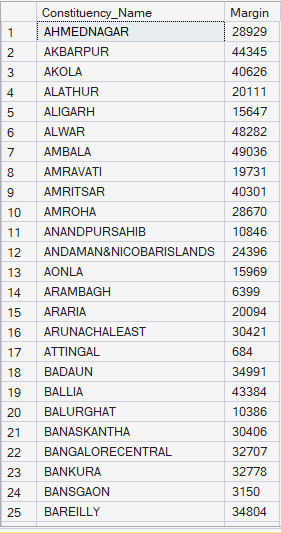 Constituency_Name Margin
1 AHMEDNAGAR 28929
2 AKBARPUR 44345
3 AKOLA 40626
4 ALATHUR 20111
5 ALIGARH 15647
6 ALWAR 48282
7 AMBALA 49036
8 AMRAVATI 19731
9 AMRITSAR 40301
10 AMROHA 28670
11 ANANDPURSAHIB 10846
12 ANDAMAN&NICOBARISLANDS 24396
13 AONLA 15969
14 ARAMBAGH 6399
15 ARARIA 20094
16 ARUNACHALEAST 30421
17 ATTINGAL 684
18 BADAUN 34991
19 BALLIA 43384
20 BALURGHAT 10386
21 BANASKANTHA 30406
22 BANGALORECENTRAL 32707
23 BANKURA 32778
24 BANSGAON 3150
25 BAREILLY 34804